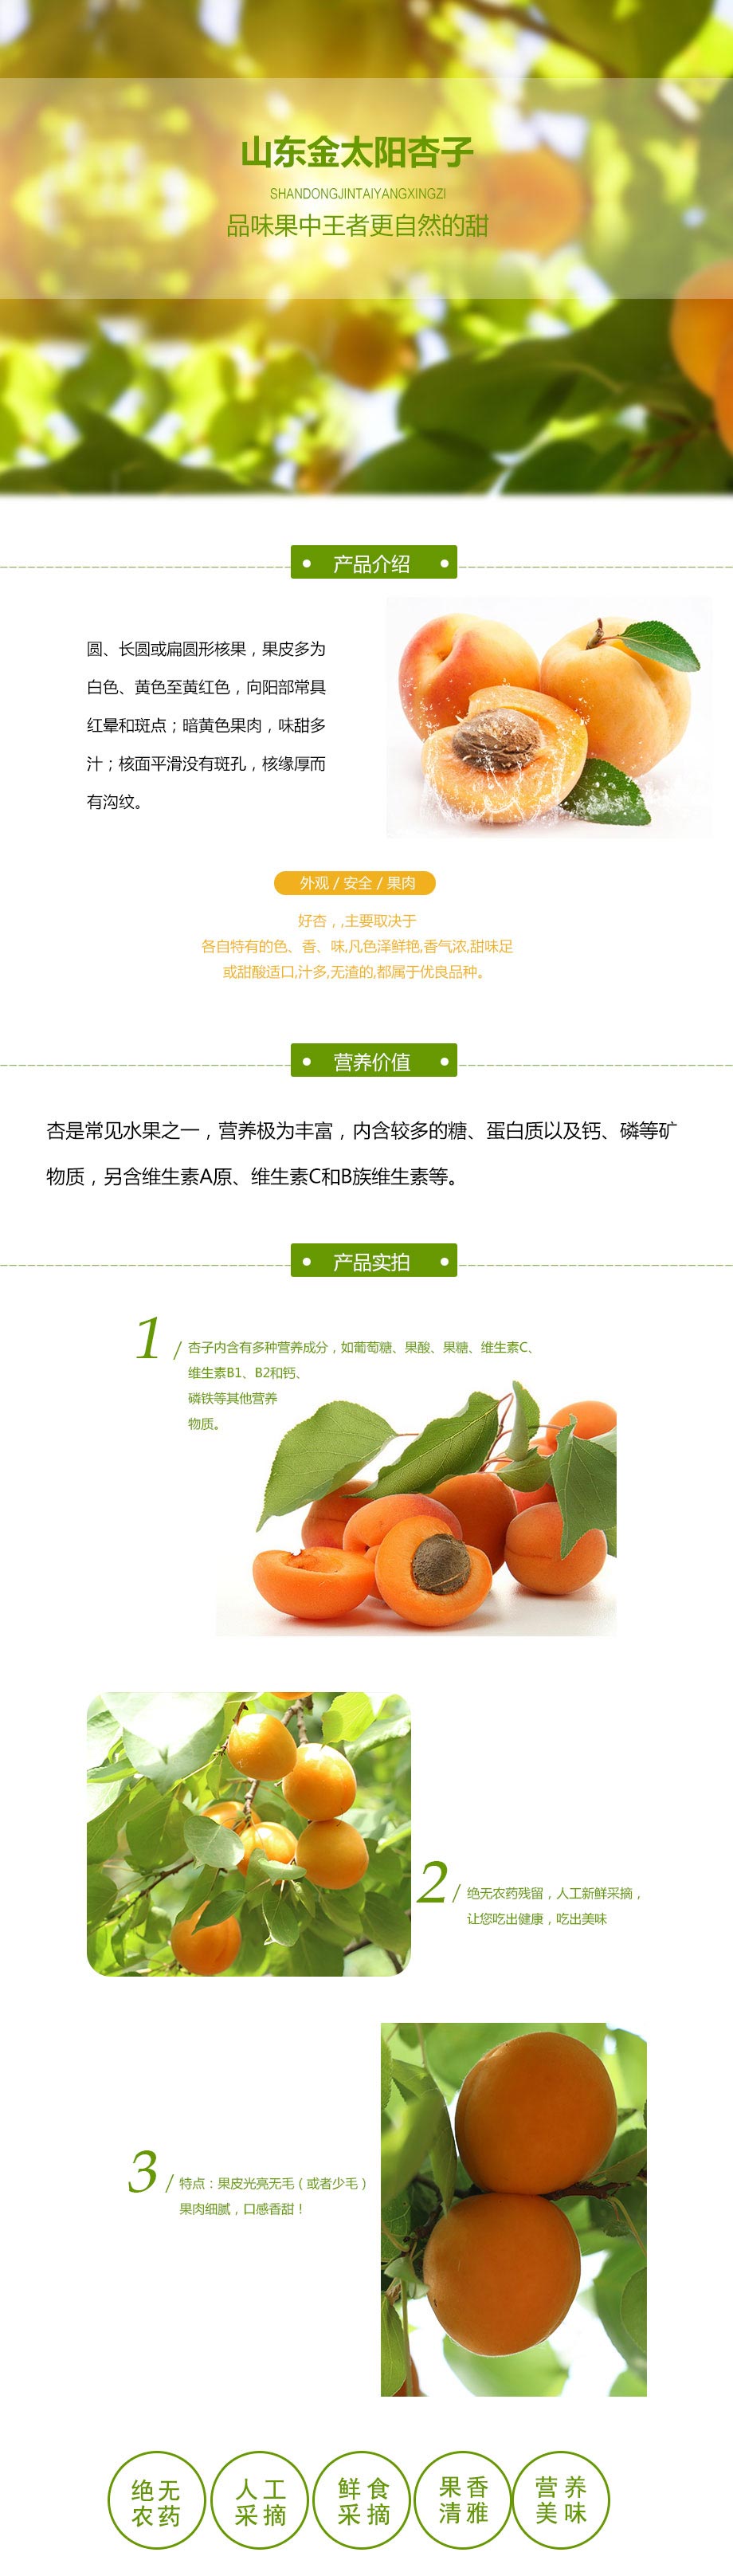 山东金太阳杏子
SHANDONGJINTAIYANGXINGZI
品味果中王者更自然的甜
产品介绍
圆、长圆或扁圆形核果，果皮多为
白色、黄色至黄红色，向阳部常具
红晕和斑点；暗黄色果肉，味甜多
汁；核面平滑没有斑孔，核缘厚而
有沟纹。
外观 / 安全 / 果肉
好杏，,主要取决于
各自特有的色、香、味,凡色泽鲜艳,香气浓,甜味足
或甜酸适口,汁多,无渣的,都属于优良品种。
营养价值
杏是常见水果之一，营养极为丰富，内含较多的糖、蛋白质以及钙、磷等矿
物质，另含维生素A原、维生素C和B族维生素等。
产品实拍
1 / 杏子内含有多种营养成分，如葡萄糖、果酸、果糖、维生素C、
维生素B1、B2和钙、
磷铁等其他营养
物质。
2 / 绝无农药残留，人工新鲜采摘，
让您吃出健康，吃出美味
3 / 特点：果皮光亮无毛（或者少毛）
果肉细腻，口感香甜！
绝无
农药
人工
采摘
鲜食
采摘
果香
清雅
营养
美味